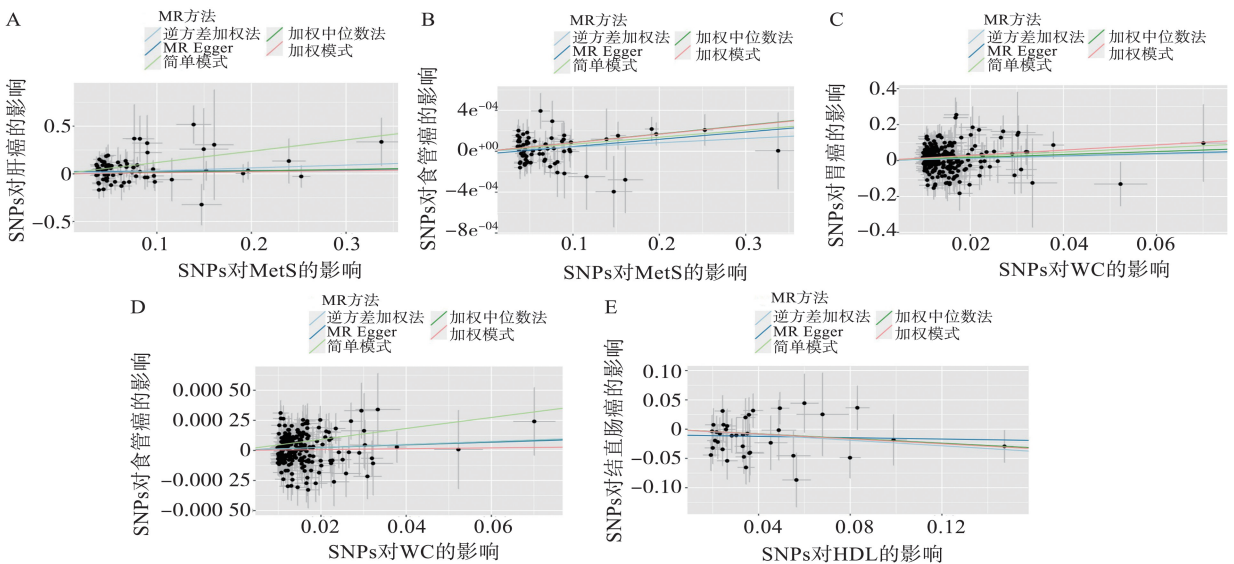 A
MR方法
逆方差加权法 加权中位数法
MR Egger 加权模式
简单模式
SNPs对肝癌的影响
0.5
0
−0.5
0.1 0.2 0.3
SNPs对MetS的影响
B
MR方法
逆方差加权法 加权中位数法
MR Egger 加权模式
简单模式
SNPs对食管癌的影响
4e−04
0e+00
−4e−04
−8e−04
0.1 0.2 0.3
SNPs对MetS的影响
C
MR方法
逆方差加权法 加权中位数法
MR Egger 加权模式
简单模式
SNPs对胃癌的影响
0.4
0.2
0
−0.2
−0.4
0.02 0.04 0.06
SNPs对WC的影响
D
MR方法
逆方差加权法 加权中位数法
MR Egger 加权模式
简单模式
SNPs对食管癌的影响
0.000 50
0.000 25
0
−0.000 25
−0.000 50
0.02 0.04 0.06
SNPs对WC的影响
E
MR方法
逆方差加权法 加权中位数法
MR Egger 加权模式
简单模式
SNPs对结直肠癌的影响
0.10
0.05
0
−0.05
−0.10
0.04 0.08 0.12
SNPs对HDL的影响